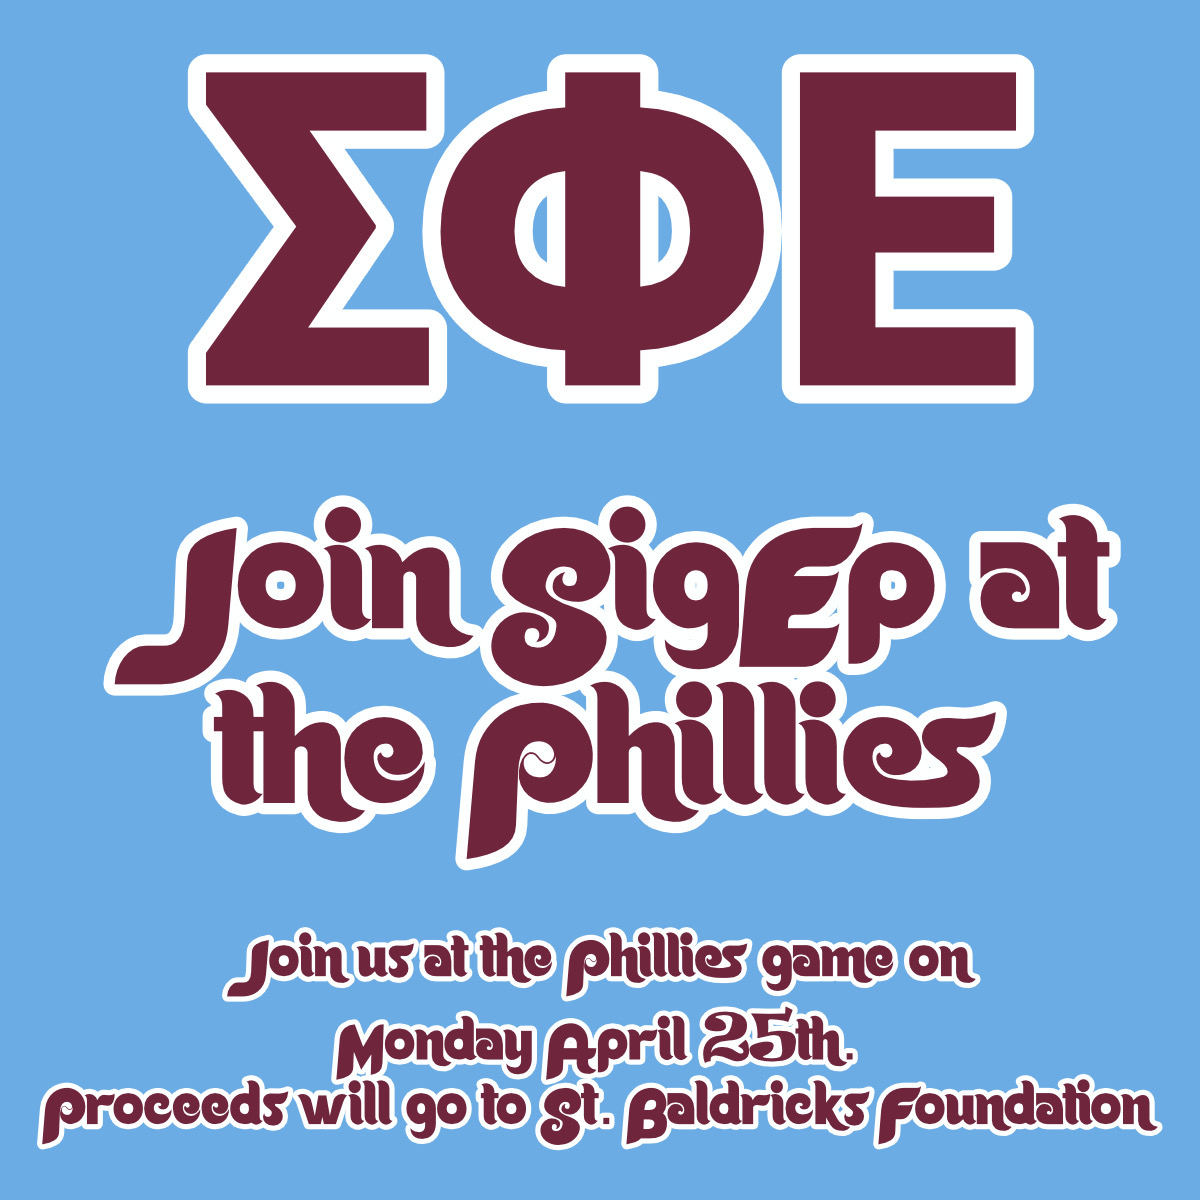 ΣΦΕ
Join SigEp at
the Phillies
Join us at the Phillies game on
Monday April 25th.
Proceeds will go to St. Baldricks Foundation